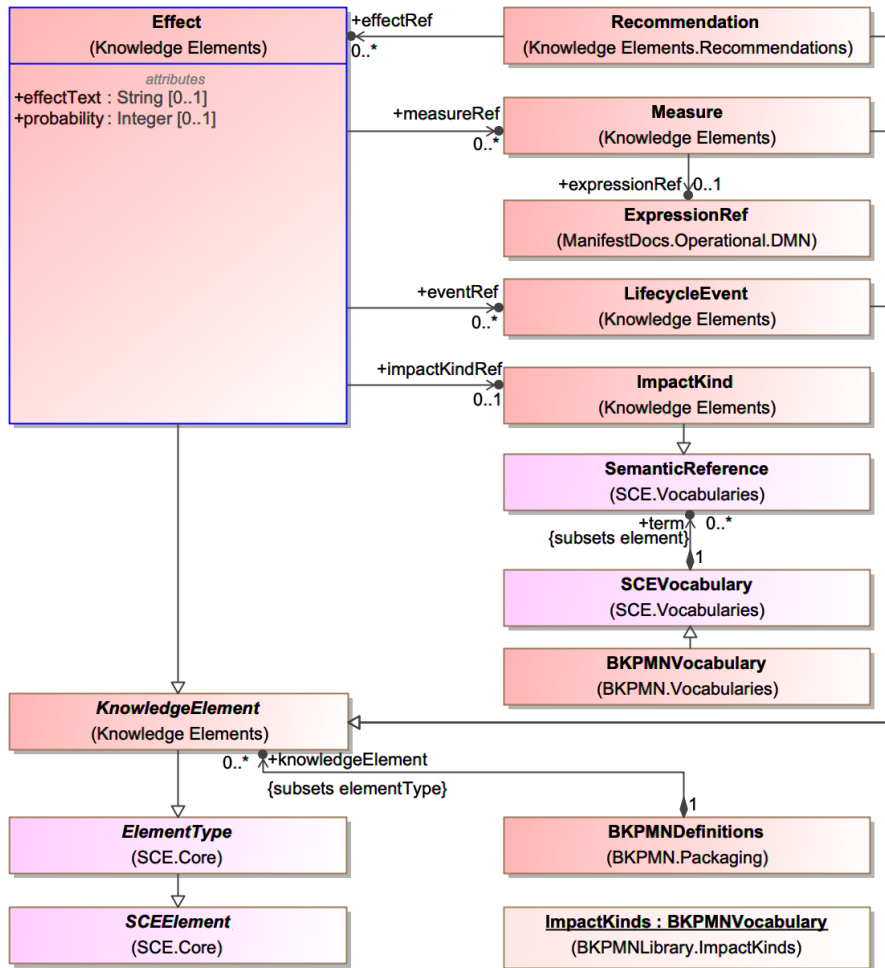 Effect
(Knowledge Elements)
attributes
+effectText : String [0..1]
+probability : Integer [0..1]
+effectRef
0..*
Recommendation
(Knowledge Elements.Recommendations)
+measureRef
0..*
Measure
(Knowledge Elements)
+expressionRef 0..1
ExpressionRef
(ManifestDocs.Operational.DMN)
+eventRef
0..*
LifecycleEvent
(Knowledge Elements)
+impactKindRef
0..1
ImpactKind
(Knowledge Elements)
SemanticReference
(SCE.Vocabularies)
+term 0..*
{subsets element}
1
SCEVocabulary
(SCE.Vocabularies)
BKPMNVocabulary
(BKPMN.Vocabularies)
KnowledgeElement
(Knowledge Elements)
0..* +knowledgeElement
{subsets elementType}
1
ElementType
(SCE.Core)
BKPMNDefinitions
(BKPMN.Packaging)
SCEElement
(SCE.Core)
ImpactKinds : BKPMNVocabulary
(BKPMNLibrary.ImpactKinds)